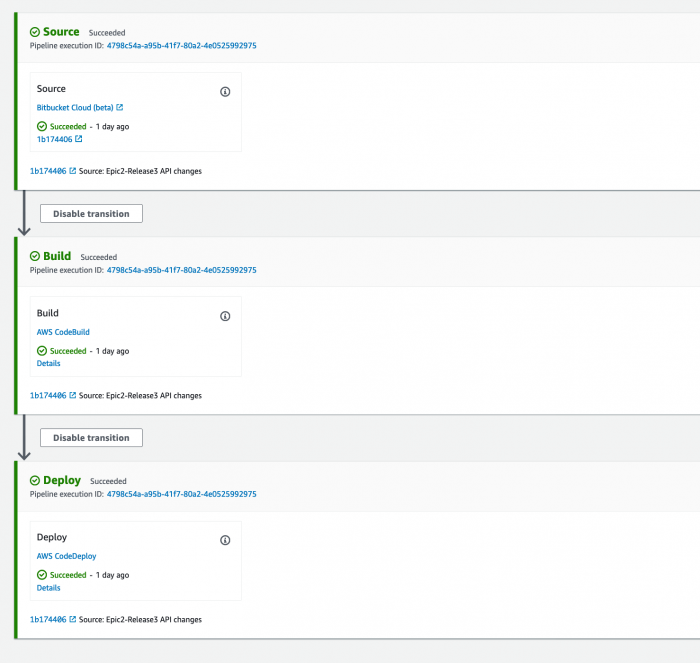 Source Succeeded
Pipeline execution ID: 4798c54a-a95b-41f7-80a2-4e0525992975
Source
Bitbucket Cloud (beta)
Succeeded - 1 day ago
1b174406
1b174406 Source: Epic2-Release3 API changes
Disable transition
Build Succeeded
Pipeline execution ID: 4798c54a-a95b-41f7-80a2-4e0525992975
Build
AWS CodeBuild
Succeeded - 1 day ago
Details
1b174406 Source: Epic2-Release3 API changes
Disable transition
Deploy Succeeded
Pipeline execution ID: 4798c54a-a95b-41f7-80a2-4e0525992975
Deploy
AWS CodeDeploy
Succeeded - 1 day ago
Details
1b174406 Source: Epic2-Release3 API changes